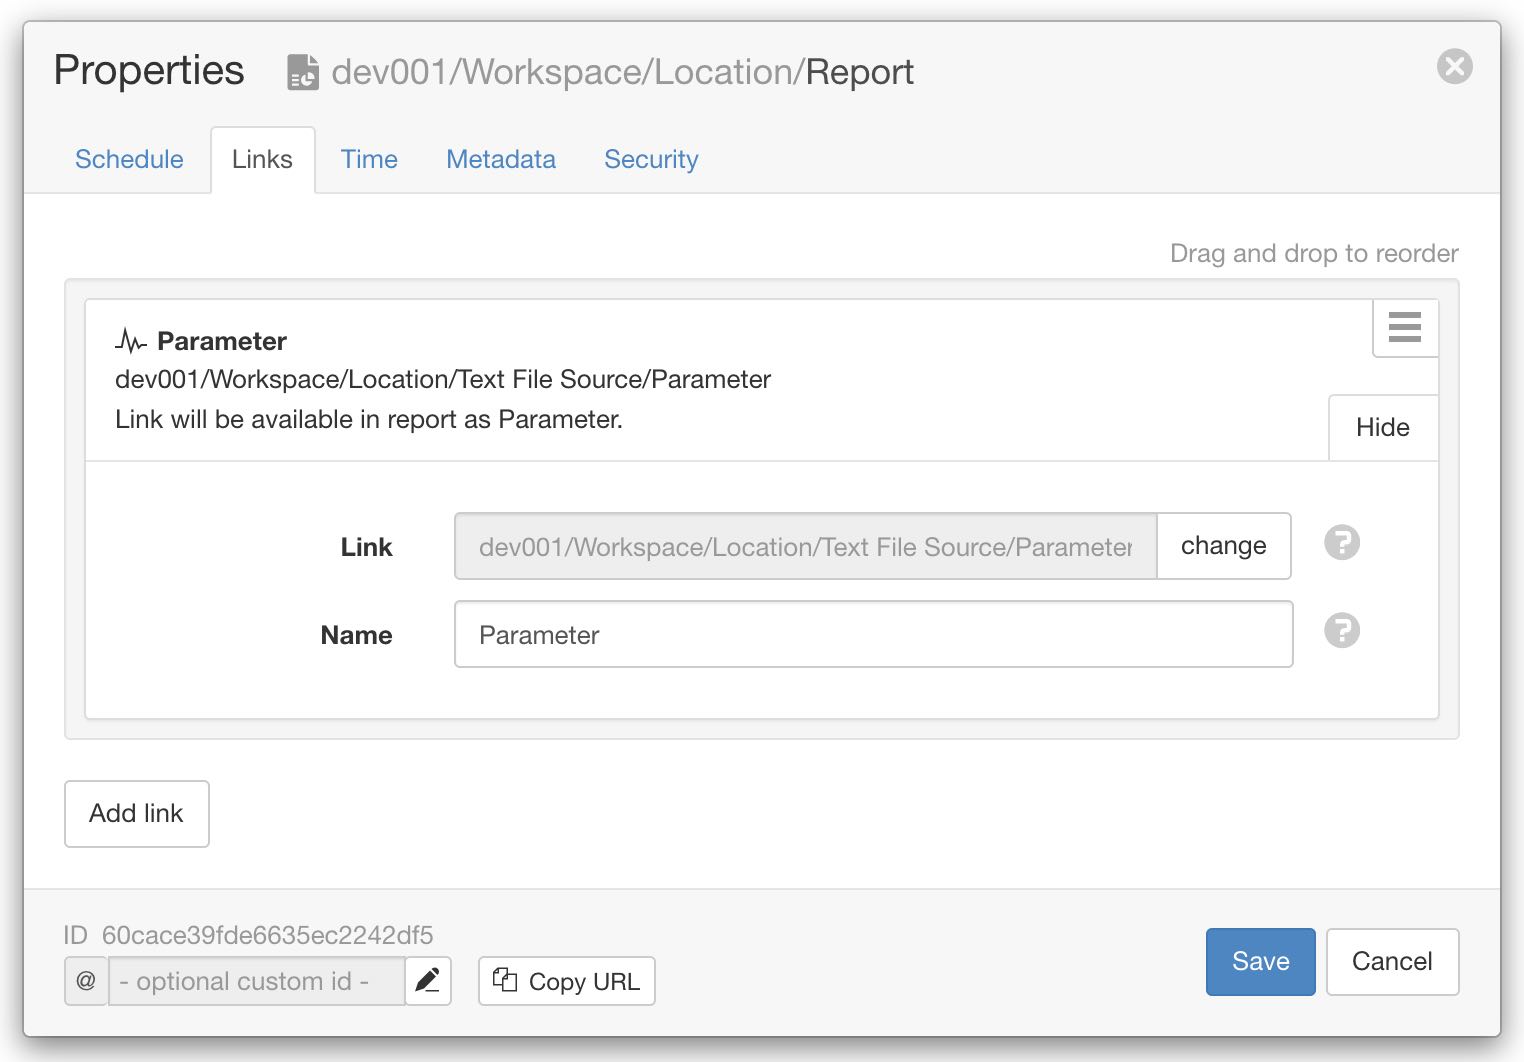 Properties dev001/Workspace/Location/Report
Schedule Links Time Metadata Security
Drag and drop to reorder
Parameter
dev001/Workspace/Location/Text File Source/Parameter
Link will be available in report as Parameter.
Hide
Link dev001/Workspace/Location/Text File Source/Parameter change ?
Name Parameter ?
Add link
ID 60cace39fde6635ec2242df5
@ - optional custom id - Copy URL
Save Cancel